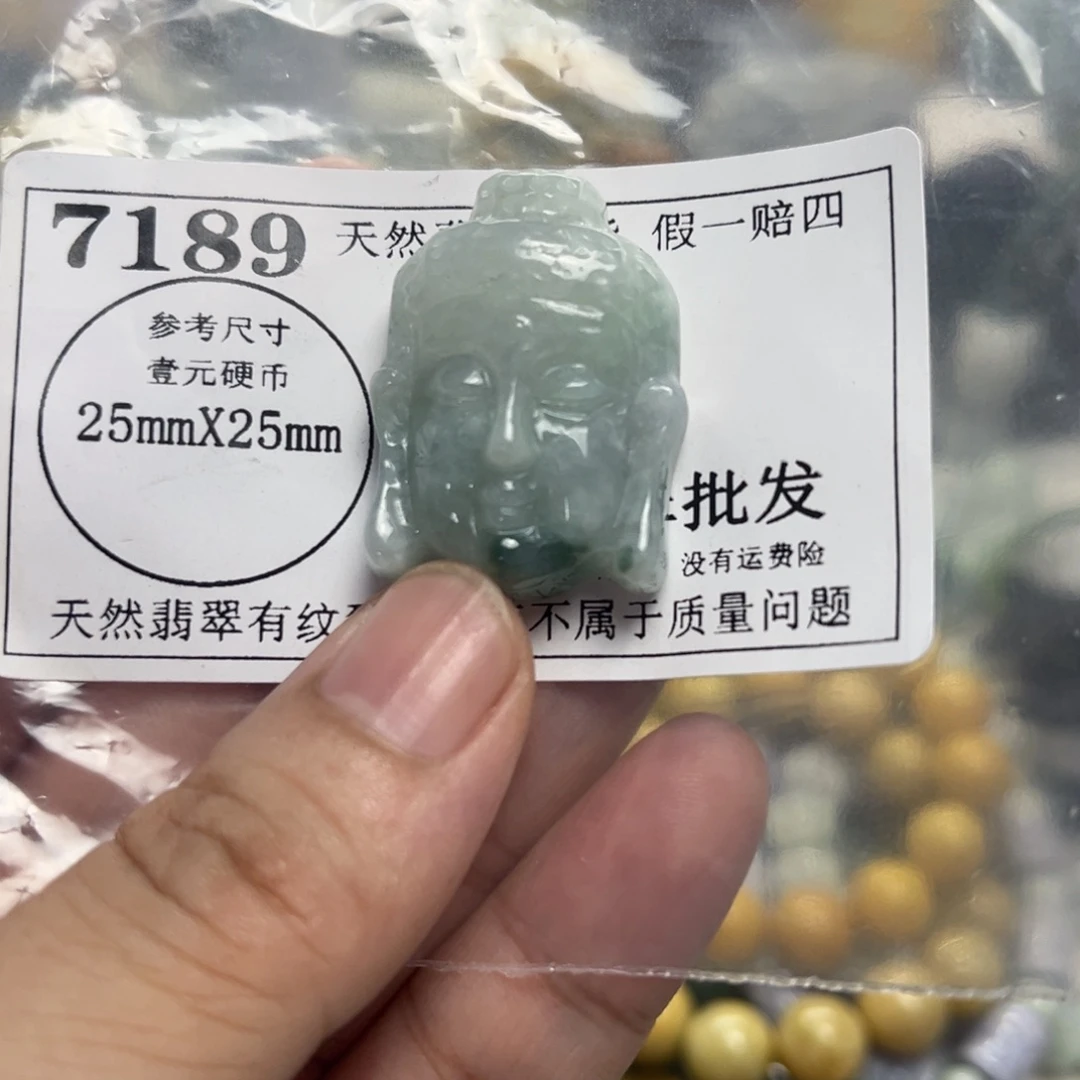 7189 天然 假一赔四
参考尺寸
壹元硬币
25mmX25mm
批发
没有运费险
天然翡翠有纹 不属于质量问题